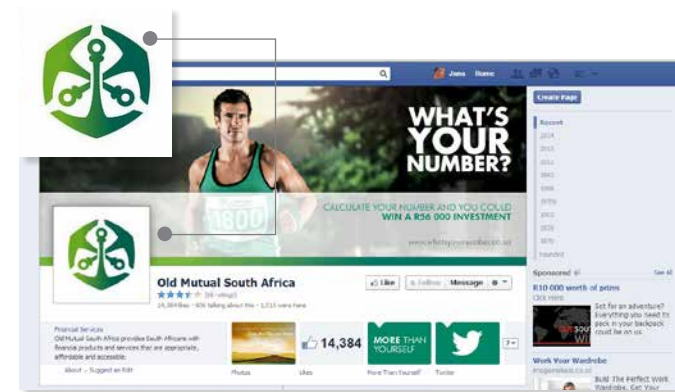 Jana Home
Create Page
WHAT'S
YOUR
NUMBER?
1800
CALCULATE YOUR NUMBER AND YOU COULD
WIN A R56 000 INVESTMENT
Recent
2014
Founded
Old Mutual South Africa
Like
Follow
Message
Sponsored
See All
R10 000 worth of prizes
Click Here
Set for an adventure?
Everything you need to
pack in your backpack
could be on us
Financial Services
Old Mutual South Africa provides South Africans with
financial products and services that are appropriate,
affordable and accessible.
About – Suggest an Edit
14,384
MORE THAN
YOURSELF
7
Photos
Likes
More Than Yourself
Twitter
Work Your Wardrobe
Build The Perfect Work
Wardrobe. Get Your